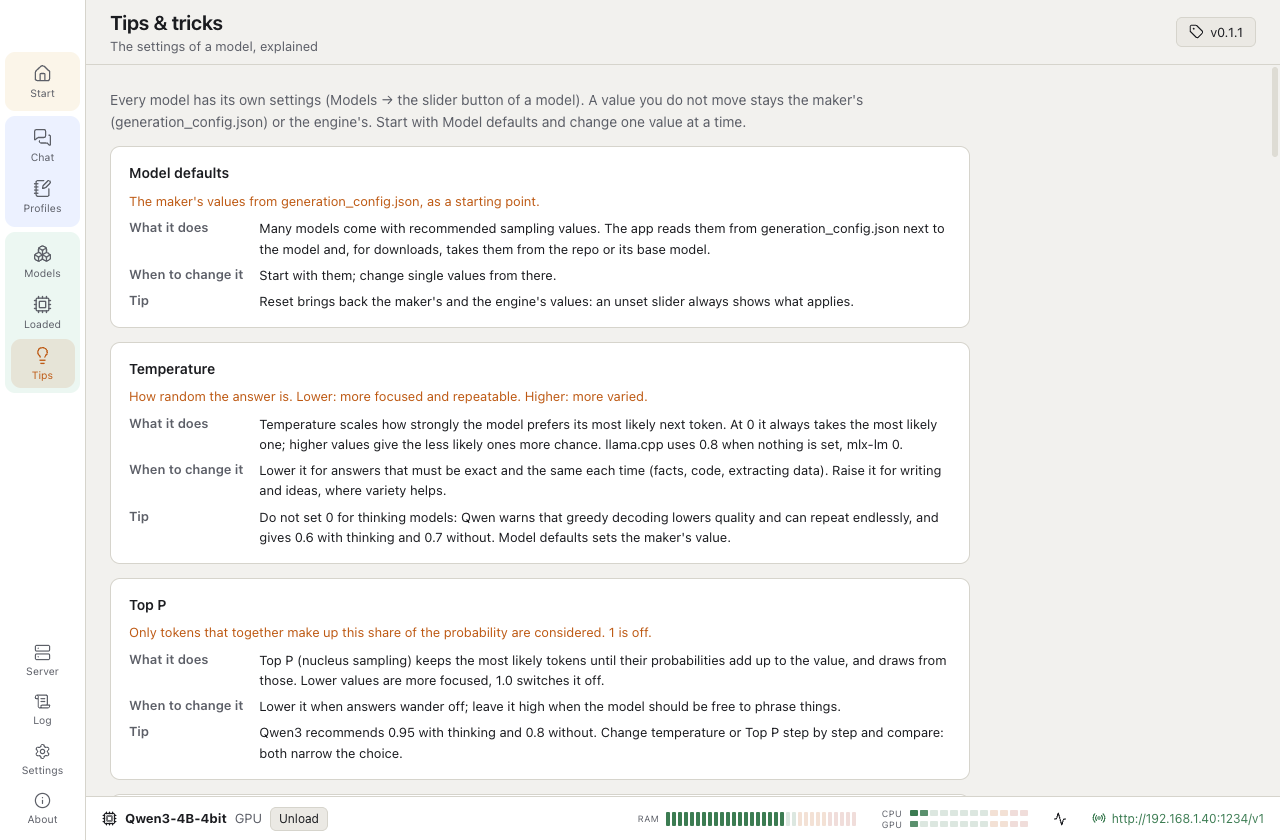 Tips & tricks
The settings of a model, explained
v0.1.1
Start
Chat
Profiles
Models
Loaded
Tips
Server
Log
Settings
About
Every model has its own settings (Models → the slider button of a model). A value you do not move stays the maker's
(generation_config.json) or the engine's. Start with Model defaults and change one value at a time.
Model defaults
The maker's values from generation_config.json, as a starting point.
What it does
Many models come with recommended sampling values. The app reads them from generation_config.json next to
the model and, for downloads, takes them from the repo or its base model.
When to change it
Start with them; change single values from there.
Tip
Reset brings back the maker's and the engine's values: an unset slider always shows what applies.
Temperature
How random the answer is. Lower: more focused and repeatable. Higher: more varied.
What it does
Temperature scales how strongly the model prefers its most likely next token. At 0 it always takes the most likely
one; higher values give the less likely ones more chance. llama.cpp uses 0.8 when nothing is set, mlx-lm 0.
When to change it
Lower it for answers that must be exact and the same each time (facts, code, extracting data). Raise it for writing
and ideas, where variety helps.
Tip
Do not set 0 for thinking models: Qwen warns that greedy decoding lowers quality and can repeat endlessly, and
gives 0.6 with thinking and 0.7 without. Model defaults sets the maker's value.
Top P
Only tokens that together make up this share of the probability are considered. 1 is off.
What it does
Top P (nucleus sampling) keeps the most likely tokens until their probabilities add up to the value, and draws from
those. Lower values are more focused, 1.0 switches it off.
When to change it
Lower it when answers wander off; leave it high when the model should be free to phrase things.
Tip
Qwen3 recommends 0.95 with thinking and 0.8 without. Change temperature or Top P step by step and compare:
both narrow the choice.
Qwen3-4B-4bit GPU Unload
RAM
CPU
GPU
http://192.168.1.40:1234/v1